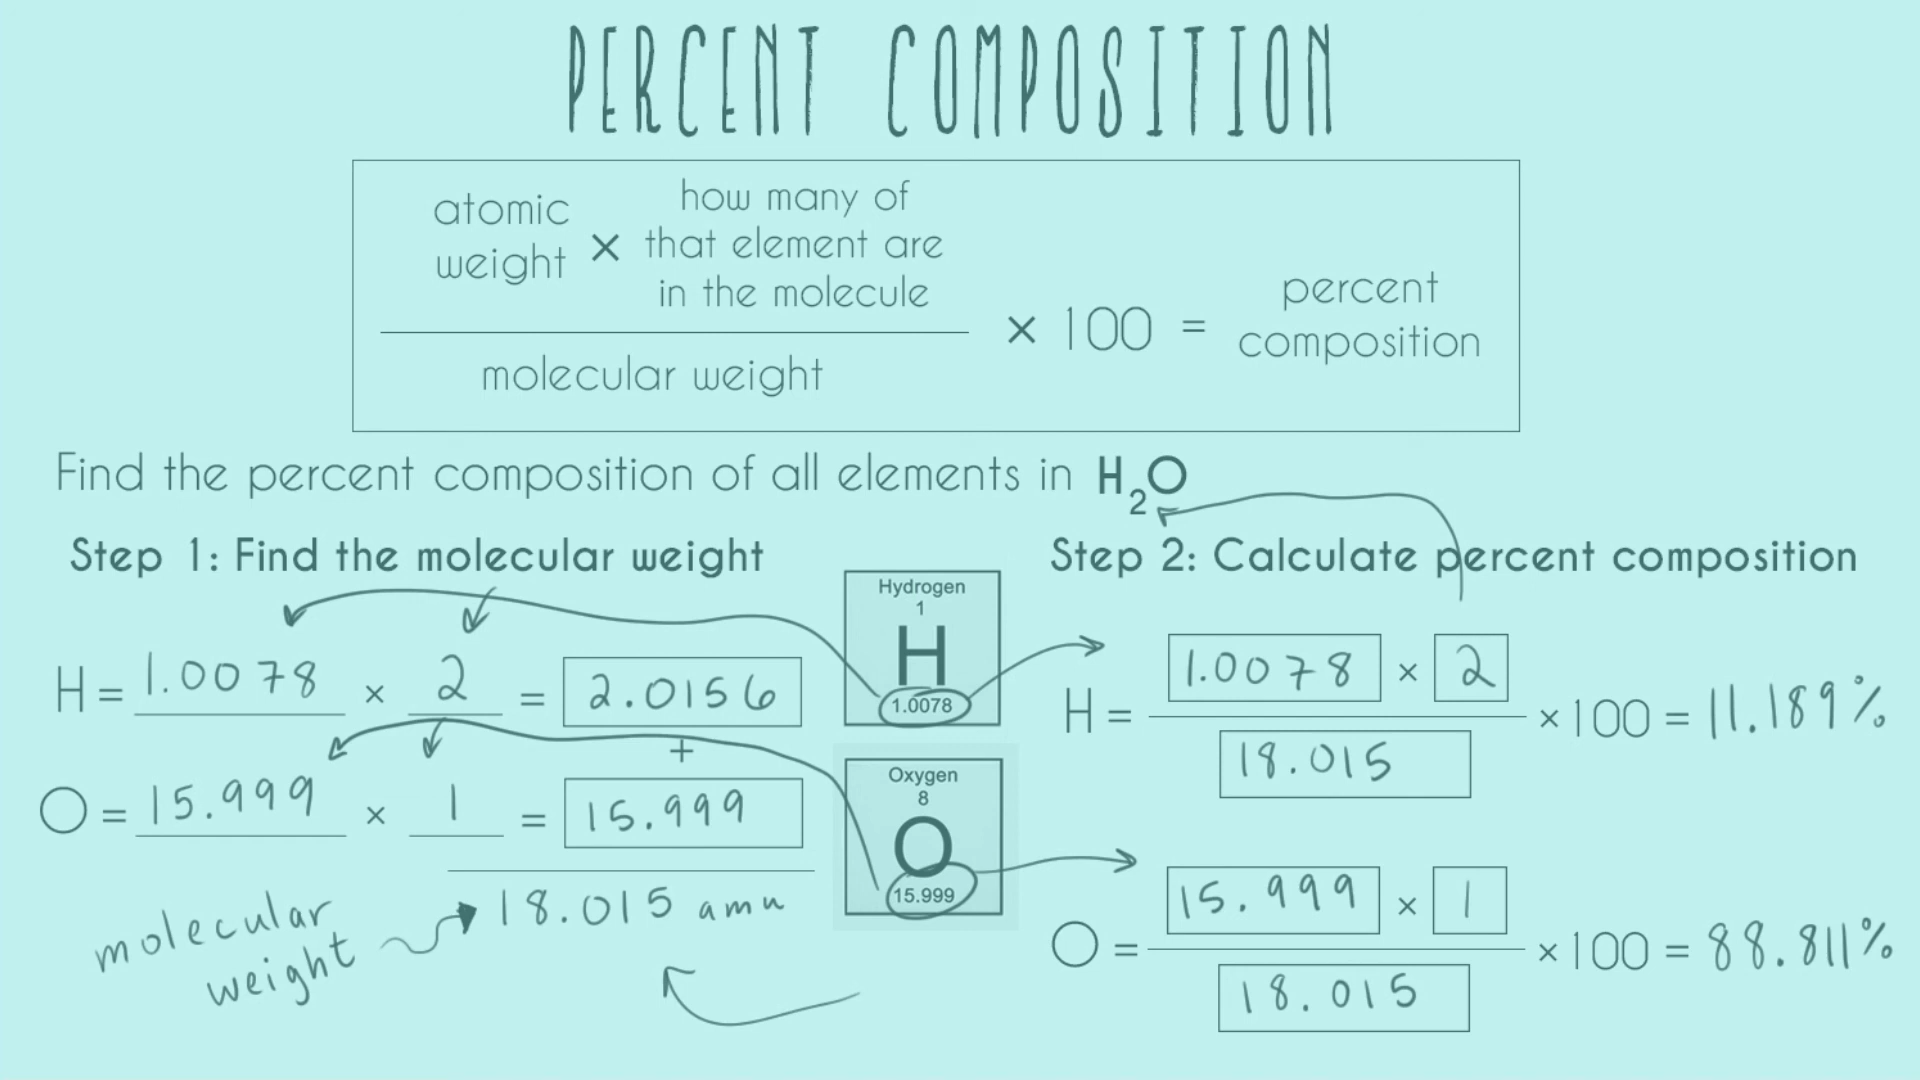 PERCENT COMPOSITION
atomic weight × how many of that element are in the molecule
molecular weight
× 100 = percent composition
Find the percent composition of all elements in H₂O
Step 1: Find the molecular weight
H = 1.0078 × 2 = 2.0156
+
O = 15.999 × 1 = 15.999
18.015 amu
molecular weight
Hydrogen
1
H
1.0078
Oxygen
8
O
15.999
Step 2: Calculate percent composition
H = 1.0078 × 2
18.015
×100 = 11.189%
O = 15.999 × 1
18.015
×100 = 88.811%